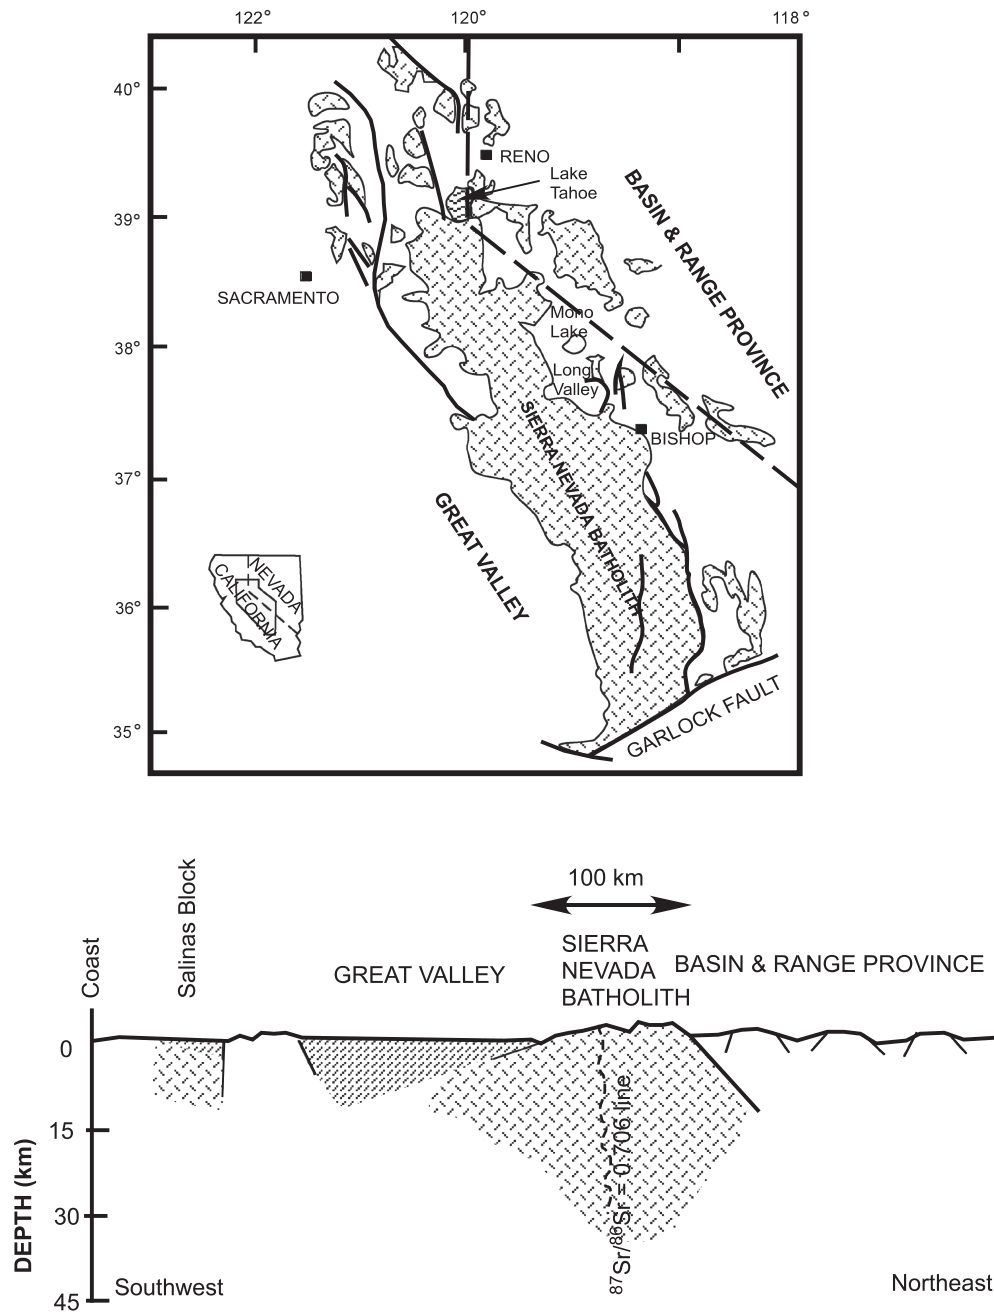 122°
120°
118°
40°
39°
38°
37°
36°
35°
RENO
Lake
Tahoe
BASIN & RANGE PROVINCE
SACRAMENTO
Mono
Lake
Long
Valley
BISHOP
SIERRA NEVADA BATHOLITH
GREAT VALLEY
NEVADA
CALIFORNIA
GARLOCK FAULT
100 km
Coast
Salinas Block
GREAT VALLEY
SIERRA
NEVADA
BATHOLITH
BASIN & RANGE PROVINCE
0
15
30
45
DEPTH (km)
⁸⁷Sr/⁸⁶Sr = 0.706 line
Southwest
Northeast